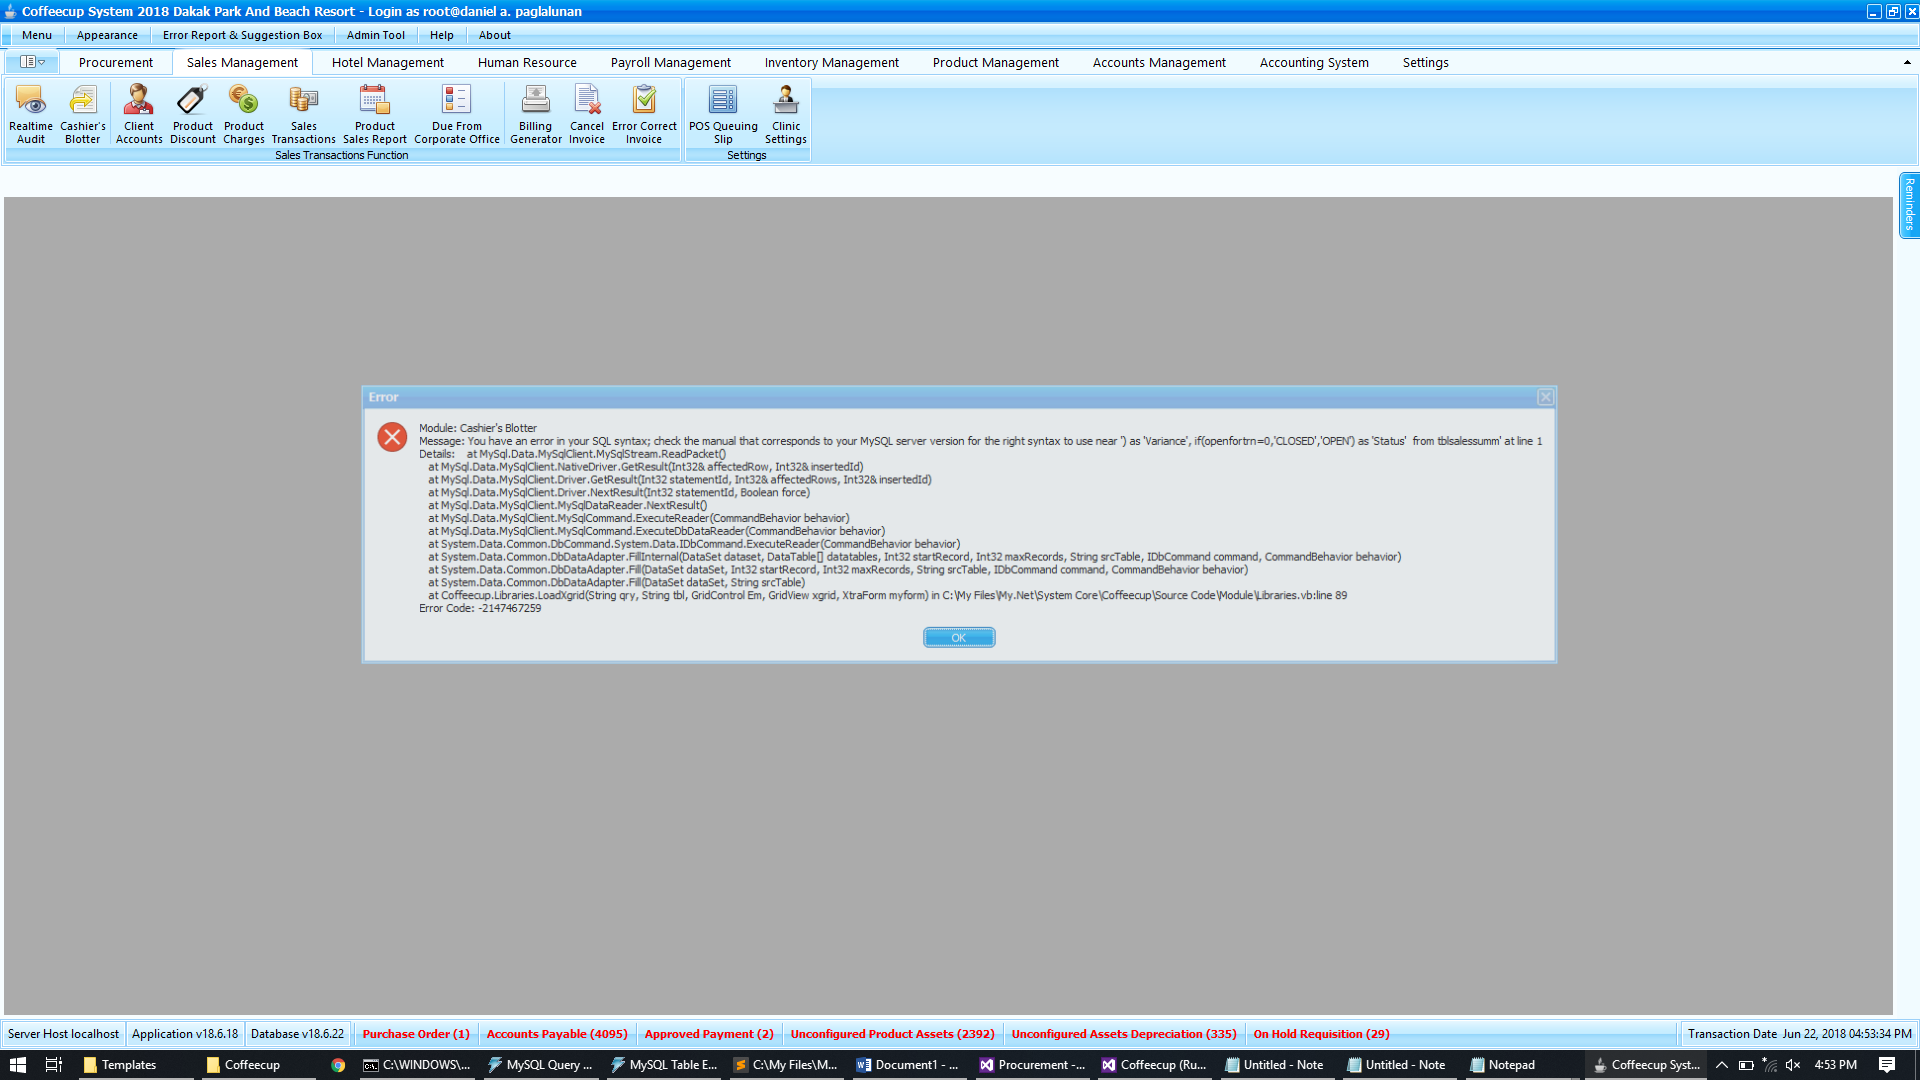 Coffeecup System 2018 Dakak Park And Beach Resort - Login as root@daniel a. paglalunan
Menu Appearance Error Report & Suggestion Box Admin Tool Help About
Procurement Sales Management Hotel Management Human Resource Payroll Management Inventory Management Product Management Accounts Management Accounting System Settings
Realtime Audit
Cashier's Blotter
Client Accounts
Product Discount
Product Charges
Sales Transactions
Product Sales Report
Due From Corporate Office
Billing Generator
Cancel Invoice
Error Correct Invoice
POS Queuing Slip
Clinic Settings
Sales Transactions Function
Settings
Reminders
Error
Module: Cashier's Blotter
Message: You have an error in your SQL syntax; check the manual that corresponds to your MySQL server version for the right syntax to use near ') as 'Variance', if(openfortrn=0,'CLOSED','OPEN') as 'Status'  from tblsalessumm' at line 1
Details:    at MySql.Data.MySqlClient.MySqlStream.ReadPacket()
at MySql.Data.MySqlClient.NativeDriver.GetResult(Int32& affectedRow, Int32& insertedId)
at MySql.Data.MySqlClient.Driver.GetResult(Int32 statementId, Int32& affectedRows, Int32& insertedId)
at MySql.Data.MySqlClient.Driver.NextResult(Int32 statementId, Boolean force)
at MySql.Data.MySqlClient.MySqlDataReader.NextResult()
at MySql.Data.MySqlClient.MySqlCommand.ExecuteReader(CommandBehavior behavior)
at MySql.Data.MySqlClient.MySqlCommand.ExecuteDbDataReader(CommandBehavior behavior)
at System.Data.Common.DbCommand.System.Data.IDbCommand.ExecuteReader(CommandBehavior behavior)
at System.Data.Common.DbDataAdapter.FillInternal(DataSet dataset, DataTable[] datatables, Int32 startRecord, Int32 maxRecords, String srcTable, IDbCommand command, CommandBehavior behavior)
at System.Data.Common.DbDataAdapter.Fill(DataSet dataSet, Int32 startRecord, Int32 maxRecords, String srcTable, IDbCommand command, CommandBehavior behavior)
at System.Data.Common.DbDataAdapter.Fill(DataSet dataSet, String srcTable)
at Coffeecup.Libraries.LoadXgrid(String qry, String tbl, GridControl Em, GridView xgrid, XtraForm myform) in C:\My Files\My.Net\System Core\Coffeecup\Source Code\Module\Libraries.vb:line 89
Error Code: -2147467259
OK
Server Host localhost Application v18.6.18 Database v18.6.22 Purchase Order (1) Accounts Payable (4095) Approved Payment (2) Unconfigured Product Assets (2392) Unconfigured Assets Depreciation (335) On Hold Requisition (29) Transaction Date Jun 22, 2018 04:53:34 PM
Templates Coffeecup C:\WINDOWS\... MySQL Query ... MySQL Table E... C:\My Files\M... Document1 - ... Procurement -... Coffeecup (Ru... Untitled - Note Untitled - Note Notepad Coffeecup Syst... 4:53 PM